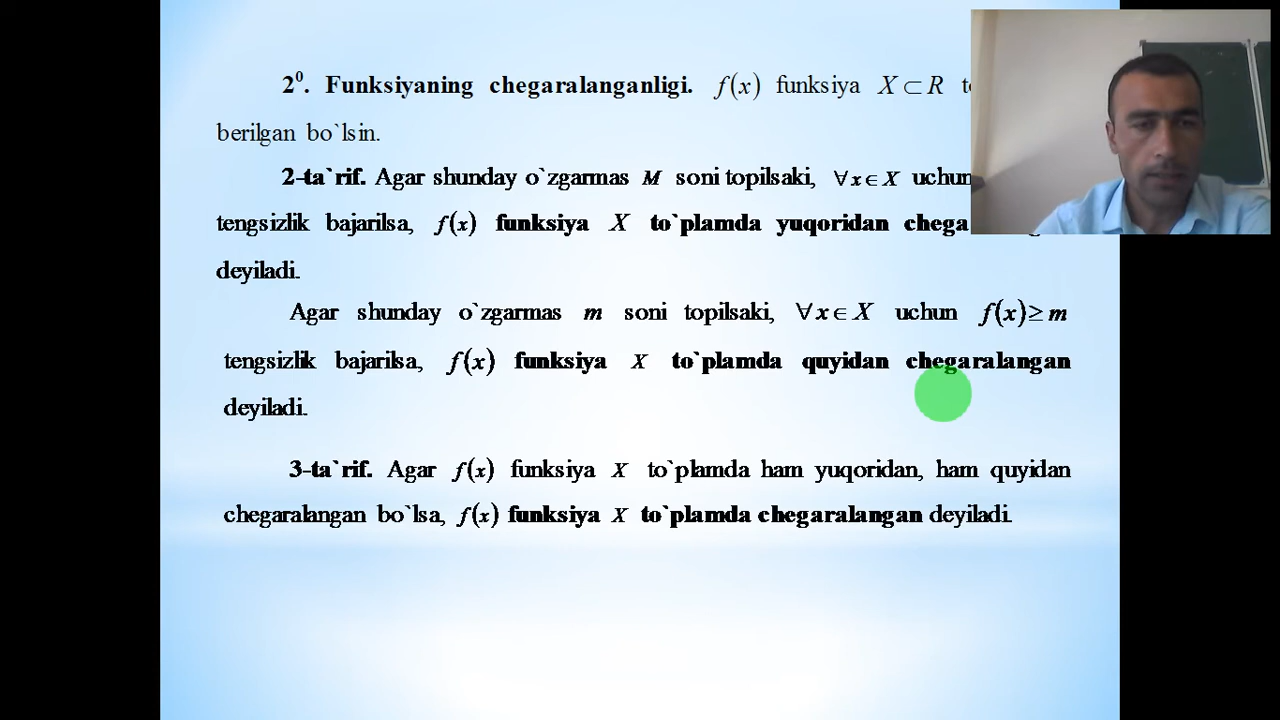 2⁰. Funksiyaning chegaralanganligi. f(x) funksiya X ⊂ R
berilgan bo`lsin.
2-ta`rif. Agar shunday o`zgarmas M soni topilsaki, ∀x∈X
tengsizlik bajarilsa, f(x) funksiya X to`plamda yuqoridan
deyiladi.
Agar shunday o`zgarmas m soni topilsaki, ∀x∈X uchun f(x)≥m
tengsizlik bajarilsa, f(x) funksiya X to`plamda quyidan chegaralangan
deyiladi.
3-ta`rif. Agar f(x) funksiya X to`plamda ham yuqoridan, ham quyidan
chegaralangan bo`lsa, f(x) funksiya X to`plamda chegaralangan deyiladi.